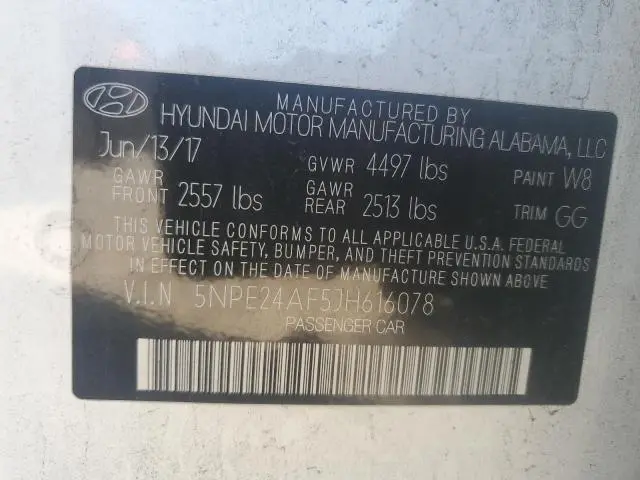 MANUFACTURED BY
HYUNDAI MOTOR MANUFACTURING ALABAMA, LLC
Jun/13/17 GVWR 4497 lbs PAINT W8
GAWR FRONT 2557 lbs GAWR REAR 2513 lbs TRIM GG
THIS VEHICLE CONFORMS TO ALL APPLICABLE U.S.A. FEDERAL
MOTOR VEHICLE SAFETY, BUMPER, AND THEFT PREVENTION STANDARDS
IN EFFECT ON THE DATE OF MANUFACTURE SHOWN ABOVE
V.I.N 5NPE24AF5JH616078
PASSENGER CAR